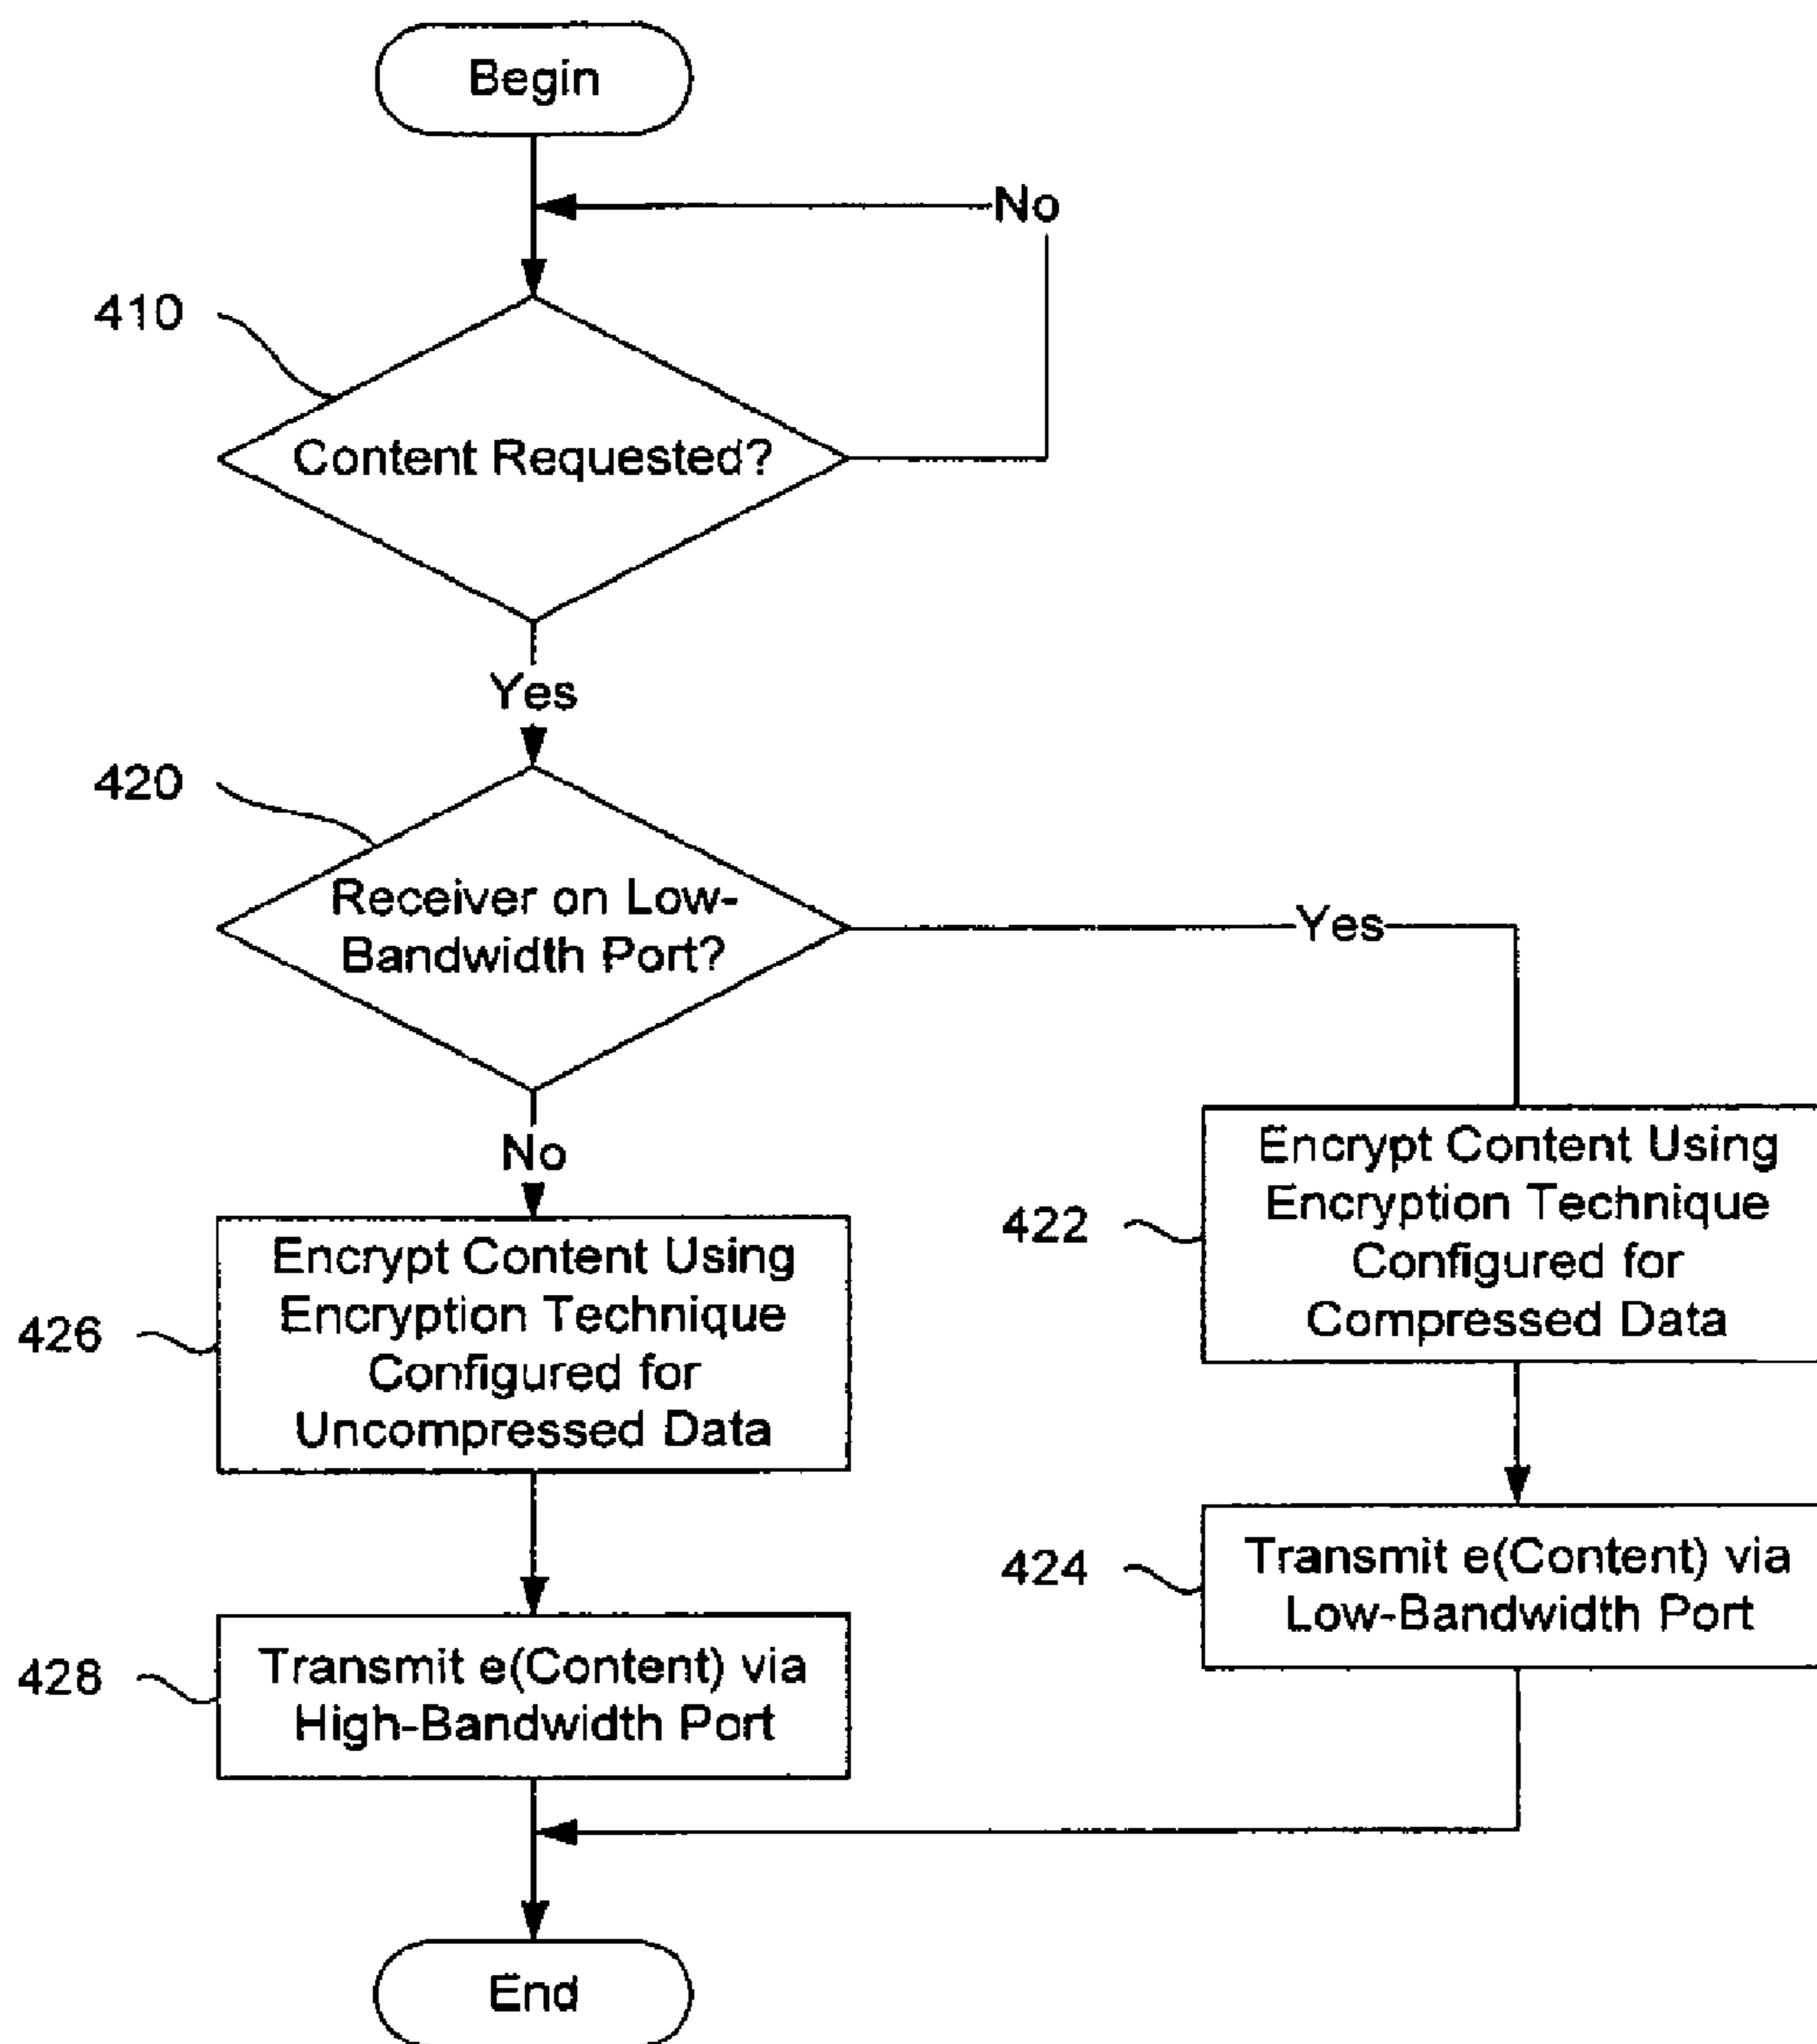 Begin
No
410
Content Requested?
Yes
420
Receiver on Low-
Bandwidth Port?
Yes
No
Encrypt Content Using
Encryption Technique
Configured for
Compressed Data
422
Encrypt Content Using
Encryption Technique
Configured for
Uncompressed Data
426
Transmit e(Content) via
Low-Bandwidth Port
424
Transmit e(Content) via
High-Bandwidth Port
428
End